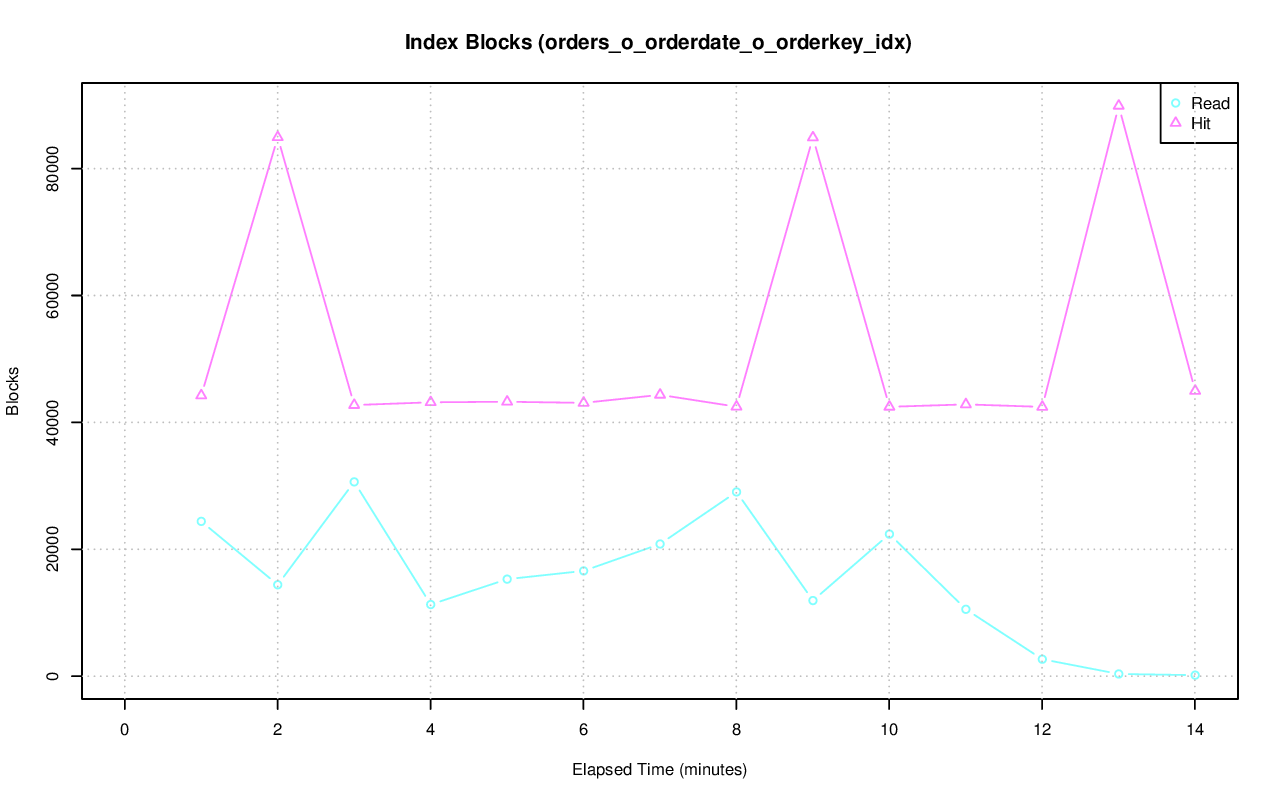 Index Blocks (orders_o_orderdate_o_orderkey_idx)
Read
Hit
Blocks
80000
60000
40000
20000
0
0 2 4 6 8 10 12 14
Elapsed Time (minutes)